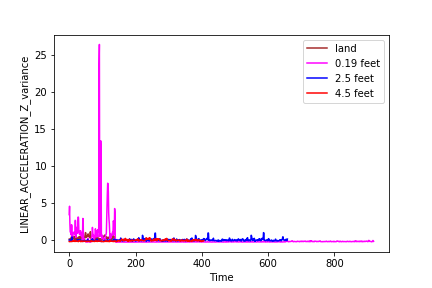 land
0.19 feet
2.5 feet
4.5 feet
LINEAR_ACCELERATION_Z_variance
25
20
15
10
5
0
0 200 400 600 800
Time